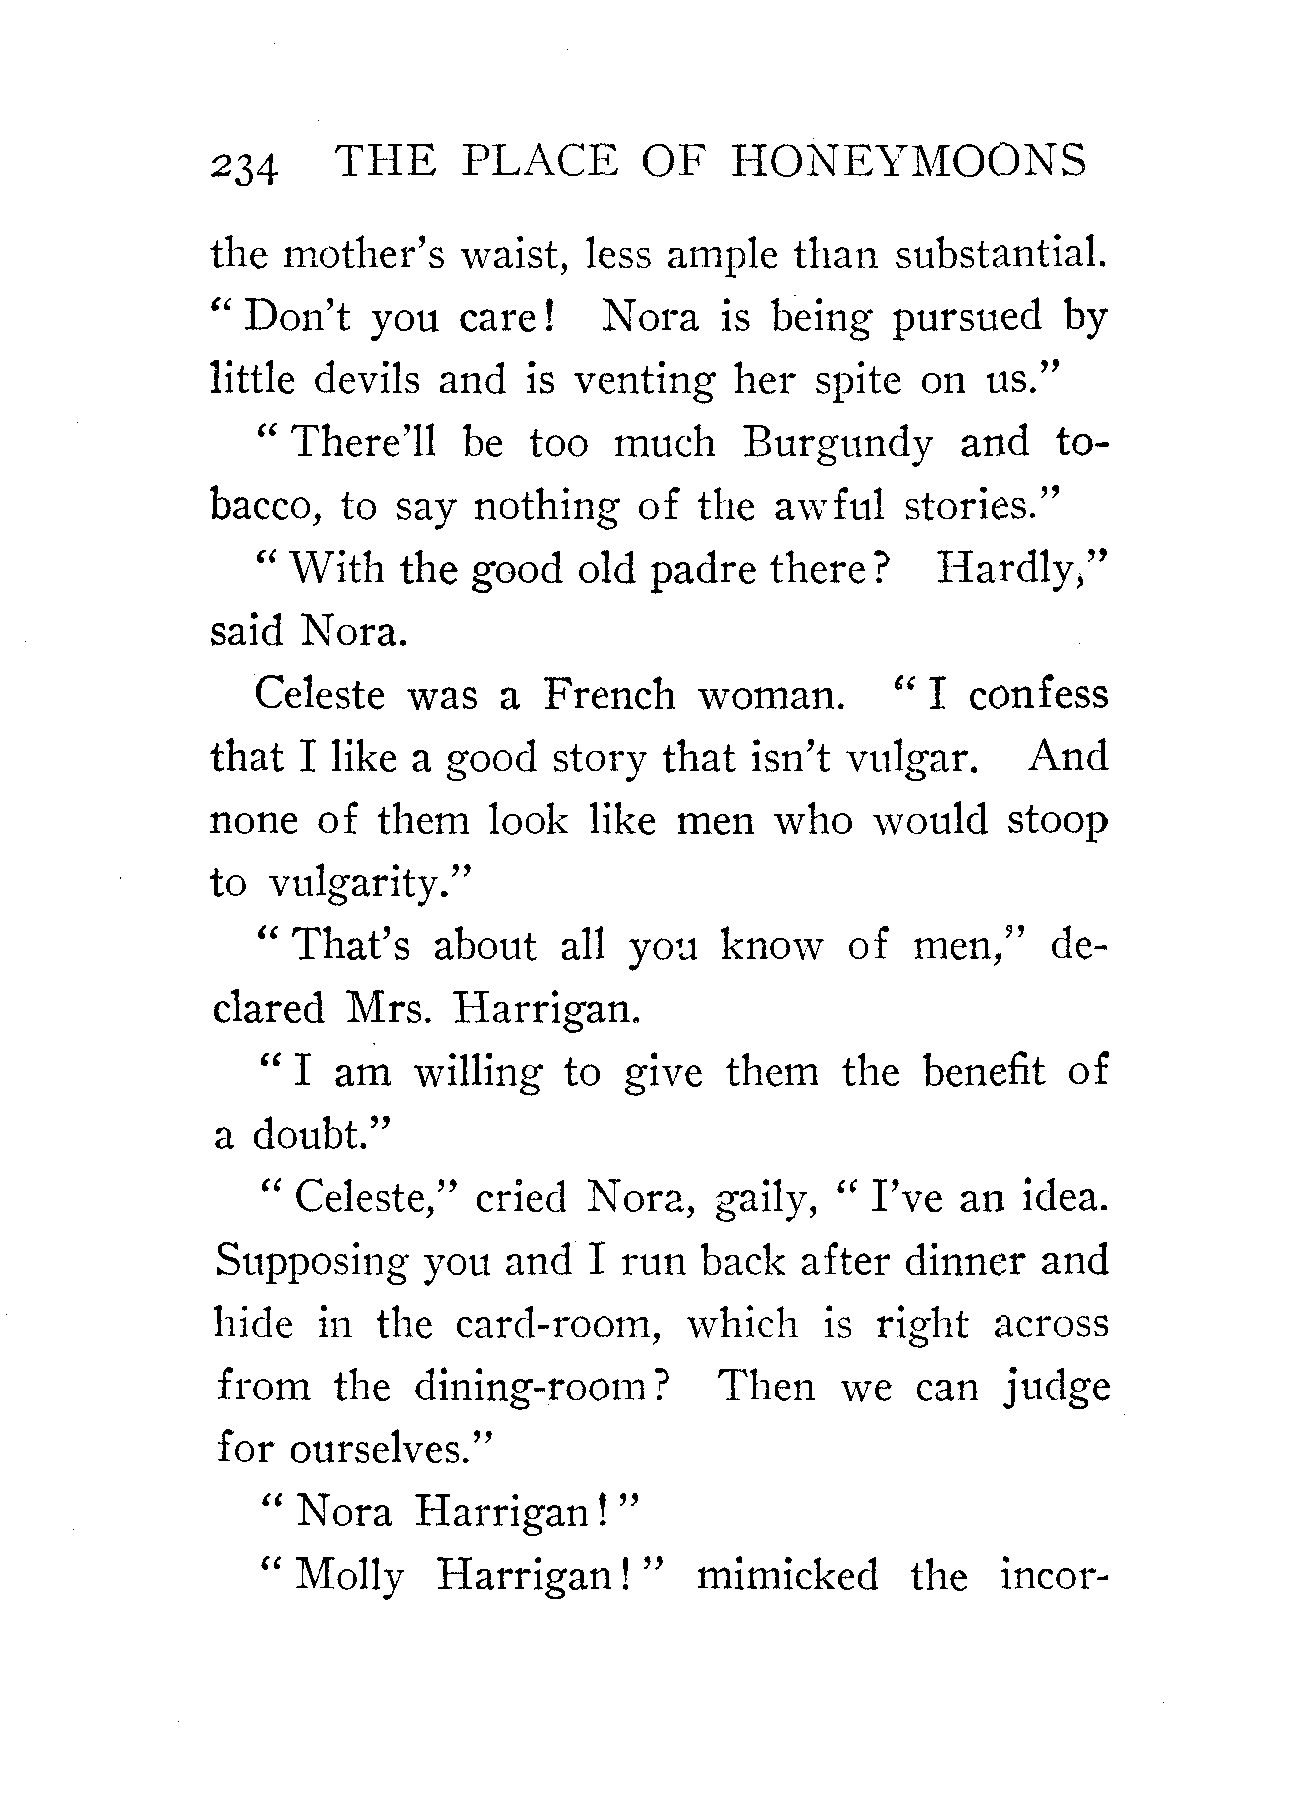 234 THE PLACE OF HONEYMOONS
the mother's waist, less ample than substantial.
" Don't you care! Nora is being pursued by
little devils and is venting her spite on us."
" There'll be too much Burgundy and to-
bacco, to say nothing of the awful stories."
" With the good old padre there? Hardly,"
said Nora.
Celeste was a French woman. " I confess
that I like a good story that isn't vulgar. And
none of them look like men who would stoop
to vulgarity."
" That's about all you know of men," de-
clared Mrs. Harrigan.
" I am willing to give them the benefit of
a doubt."
" Celeste," cried Nora, gaily, " I've an idea.
Supposing you and I run back after dinner and
hide in the card-room, which is right across
from the dining-room? Then we can judge
for ourselves."
" Nora Harrigan! "
" Molly Harrigan! " mimicked the incor-